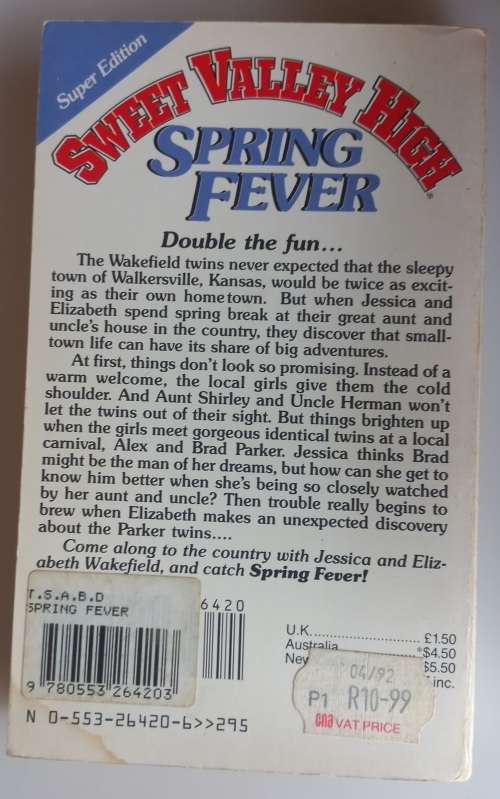 Super Edition
SWEET VALLEY HIGH®
SPRING
FEVER
Double the fun...
The Wakefield twins never expected that the sleepy
town of Walkersville, Kansas, would be twice as excit-
ing as their own hometown. But when Jessica and
Elizabeth spend spring break at their great aunt and
uncle's house in the country, they discover that small-
town life can have its share of big adventures.
At first, things don't look so promising. Instead of a
warm welcome, the local girls give them the cold
shoulder. And Aunt Shirley and Uncle Herman won't
let the twins out of their sight. But things brighten up
when the girls meet gorgeous identical twins at a local
carnival, Alex and Brad Parker. Jessica thinks Brad
might be the man of her dreams, but how can she get to
know him better when she's being so closely watched
by her aunt and uncle? Then trouble really begins to
brew when Elizabeth makes an unexpected discovery
about the Parker twins....
Come along to the country with Jessica and Eliz-
abeth Wakefield, and catch Spring Fever!
T.S.A.B.D
SPRING FEVER
9 780553 264203
6420
N 0-553-26420-6>>295
U.K. .......................... £1.50
Australia .................... *$4.50
New $5.50
inc.
04/92
P1 R10-99
cna VAT PRICE